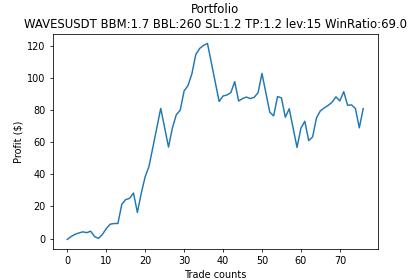 Portfolio
WAVESUSDT BBM:1.7 BBL:260 SL:1.2 TP:1.2 lev:15 WinRatio:69.0
120
100
80
60
40
20
0
Profit ($)
0 10 20 30 40 50 60 70
Trade counts